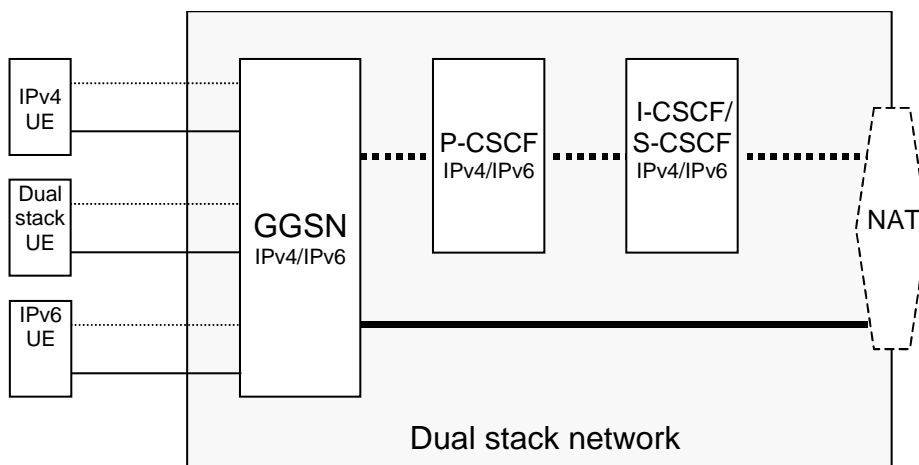 IPv4
UE
Dual
stack
UE
IPv6
UE
GGSN
IPv4/IPv6
P-CSCF
IPv4/IPv6
I-CSCF/
S-CSCF
IPv4/IPv6
NAT
Dual stack network